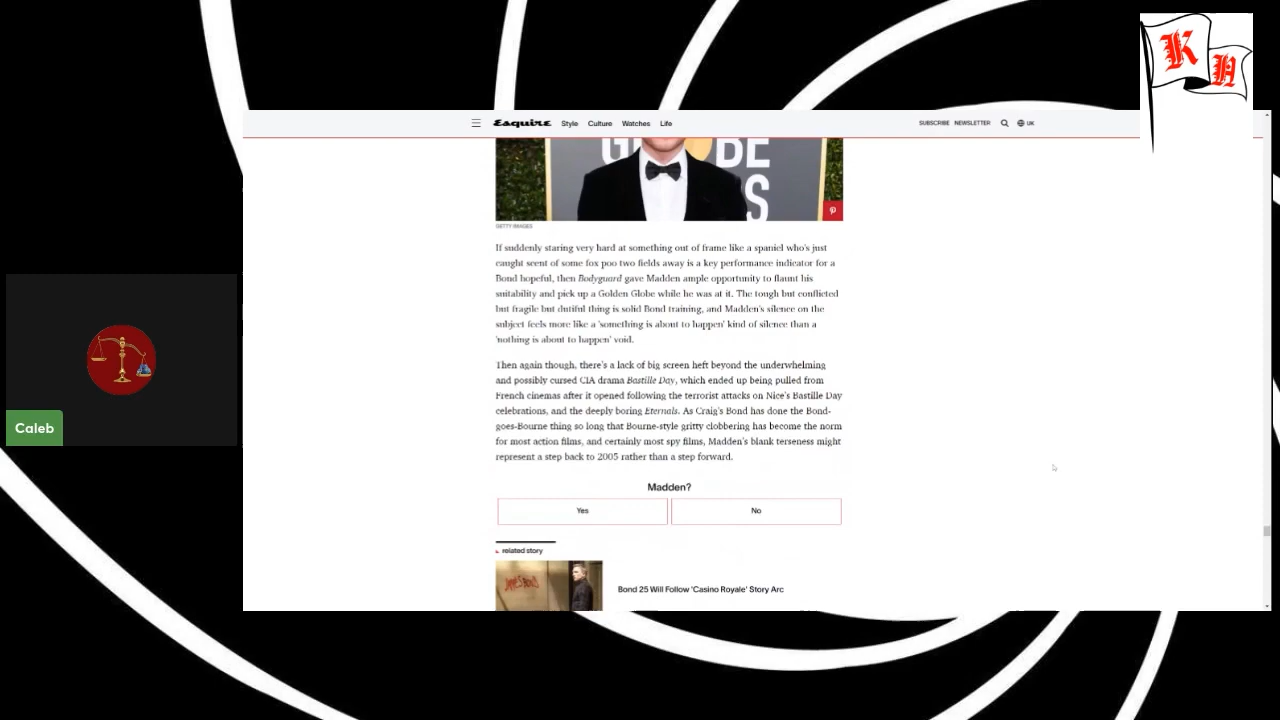 K H
Esquire Style Culture Watches Life SUBSCRIBE NEWSLETTER UK
G OBE
S
GETTY IMAGES
If suddenly staring very hard at something out of frame like a spaniel who's just
caught scent of some fox poo two fields away is a key performance indicator for a
Bond hopeful, then Bodyguard gave Madden ample opportunity to flaunt his
suitability and pick up a Golden Globe while he was at it. The tough but conflicted
but fragile but dutiful thing is solid Bond training, and Madden's silence on the
subject feels more like a 'something is about to happen' kind of silence than a
'nothing is about to happen' void.
Then again though, there's a lack of big screen heft beyond the underwhelming
and possibly cursed CIA drama Bastille Day, which ended up being pulled from
French cinemas after it opened following the terrorist attacks on Nice's Bastille Day
celebrations, and the deeply boring Eternals. As Craig's Bond has done the Bond-
goes-Bourne thing so long that Bourne-style gritty clobbering has become the norm
for most action films, and certainly most spy films, Madden's blank terseness might
represent a step back to 2005 rather than a step forward.
Caleb
Madden?
Yes No
related story
JAMES BOND
Bond 25 Will Follow 'Casino Royale' Story Arc